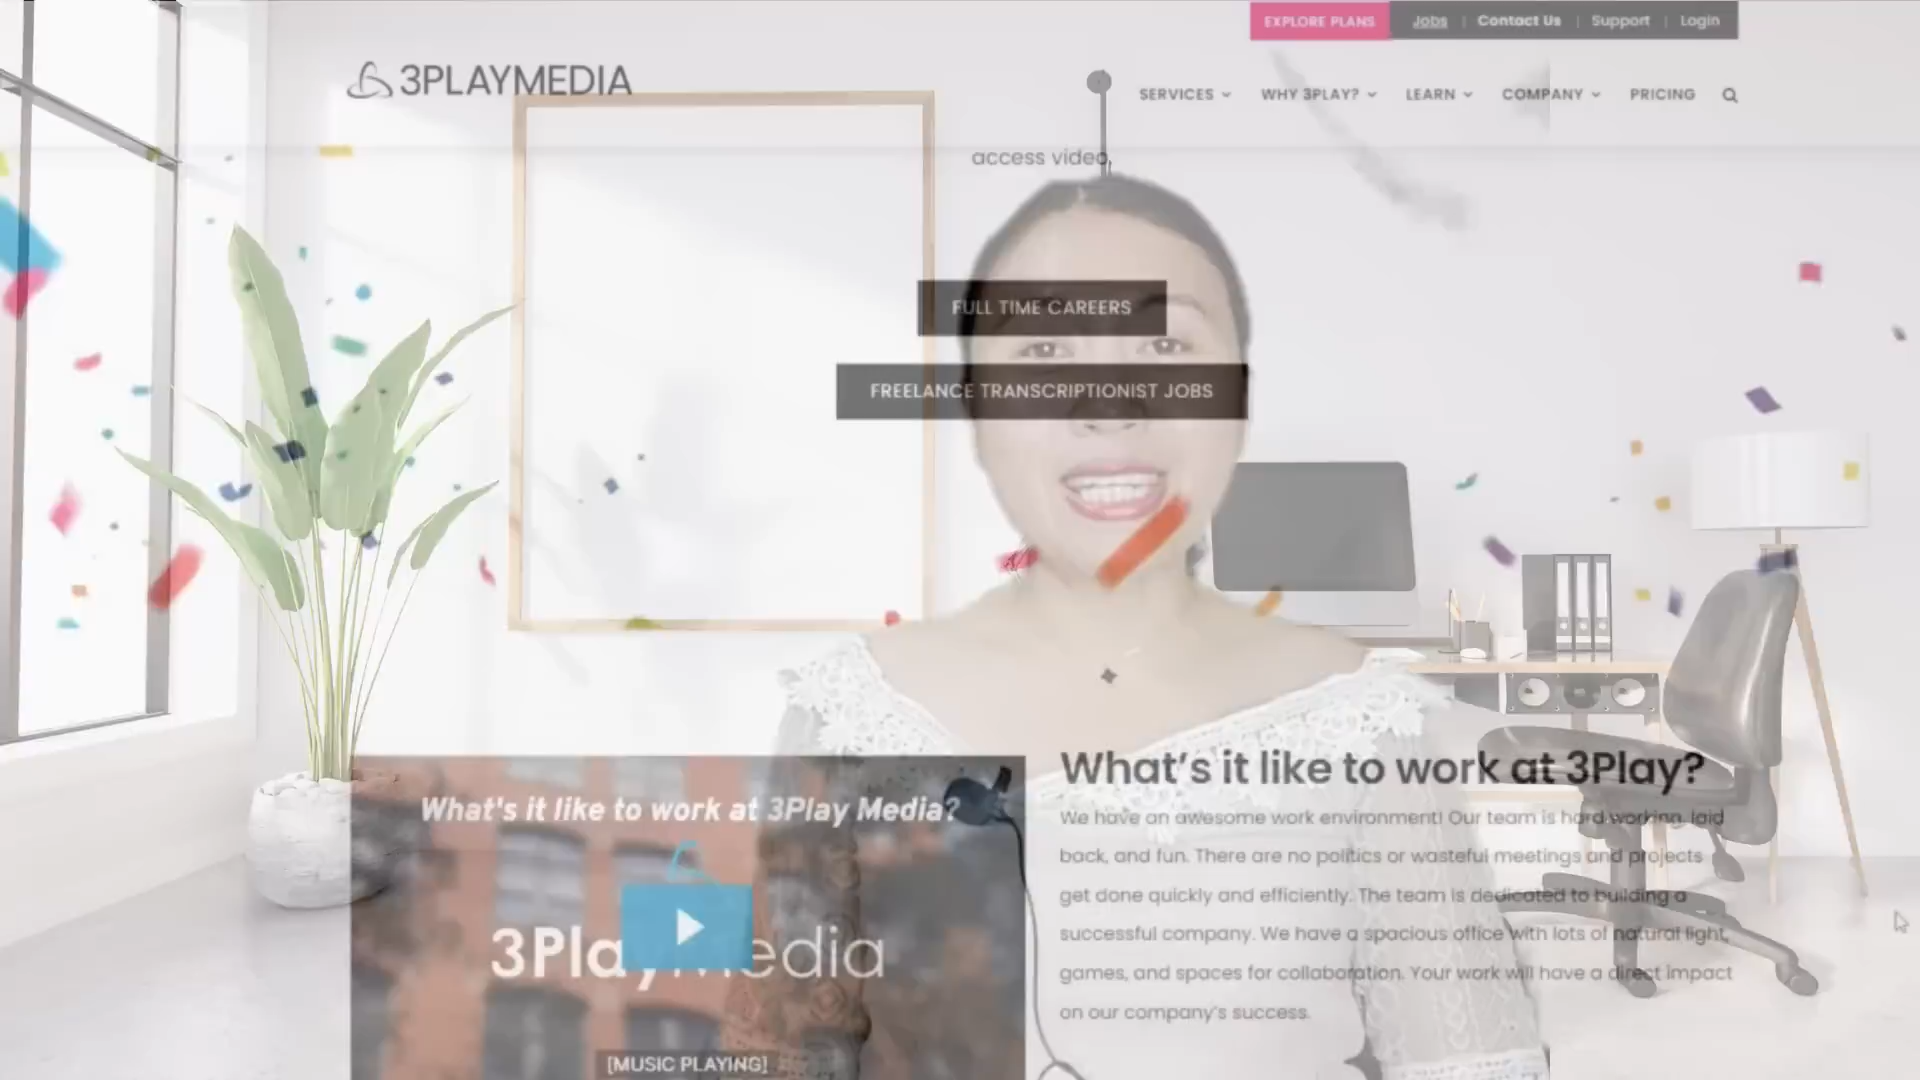 EXPLORE PLANS
Jobs | Contact Us | Support | Login
3PLAYMEDIA
SERVICES
WHY 3PLAY?
LEARN
COMPANY
PRICING
access video.
FULL TIME CAREERS
FREELANCE TRANSCRIPTIONIST JOBS
What's it like to work at 3Play Media?
3PlayMedia
[MUSIC PLAYING]
What's it like to work at 3Play?
We have an awesome work environment! Our team is hard working, laid
back, and fun. There are no politics or wasteful meetings and projects
get done quickly and efficiently. The team is dedicated to building a
successful company. We have a spacious office with lots of natural light,
games, and spaces for collaboration. Your work will have a direct impact
on our company's success.